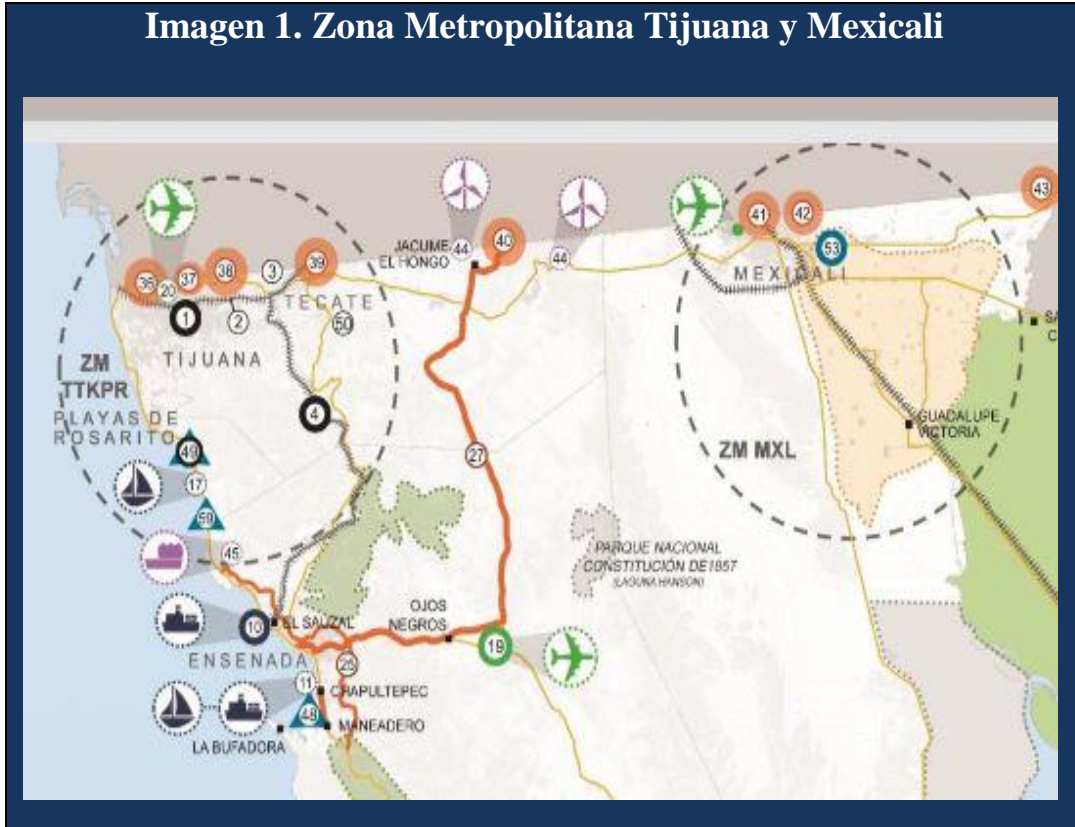 Imagen 1. Zona Metropolitana Tijuana y Mexicali
43
41
42
JACUME
44
40
53
EL HONGO
44
39
38
3
36
20
37
MEXICALI
TECATE
1
2
50
TIJUANA
ZM
TTKPR
4
PLAYAS DE
ROSARITO
GUADALUPE
VICTORIA
49
27
ZM MXL
17
59
PARQUE NACIONAL
CONSTITUCIÓN DE 1857
(LAGUNA HANSON)
45
OJOS
NEGROS
10
EL SAUZAL
19
ENSENADA
11
CHAPULTEPEC
48
MANEADERO
LA BUFADORA